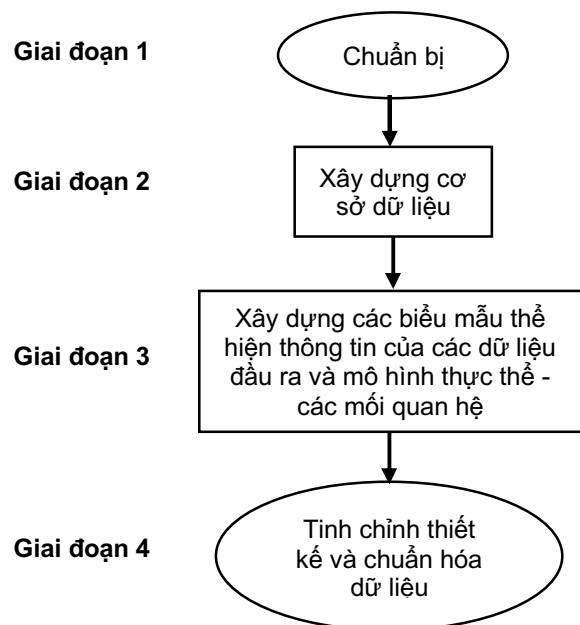 Giai đoạn 1
Chuẩn bị
Giai đoạn 2
Xây dựng cơ
sở dữ liệu
Giai đoạn 3
Xây dựng các biểu mẫu thể
hiện thông tin của các dữ liệu
đầu ra và mô hình thực thể -
các mối quan hệ
Giai đoạn 4
Tinh chỉnh thiết
kế và chuẩn hóa
dữ liệu